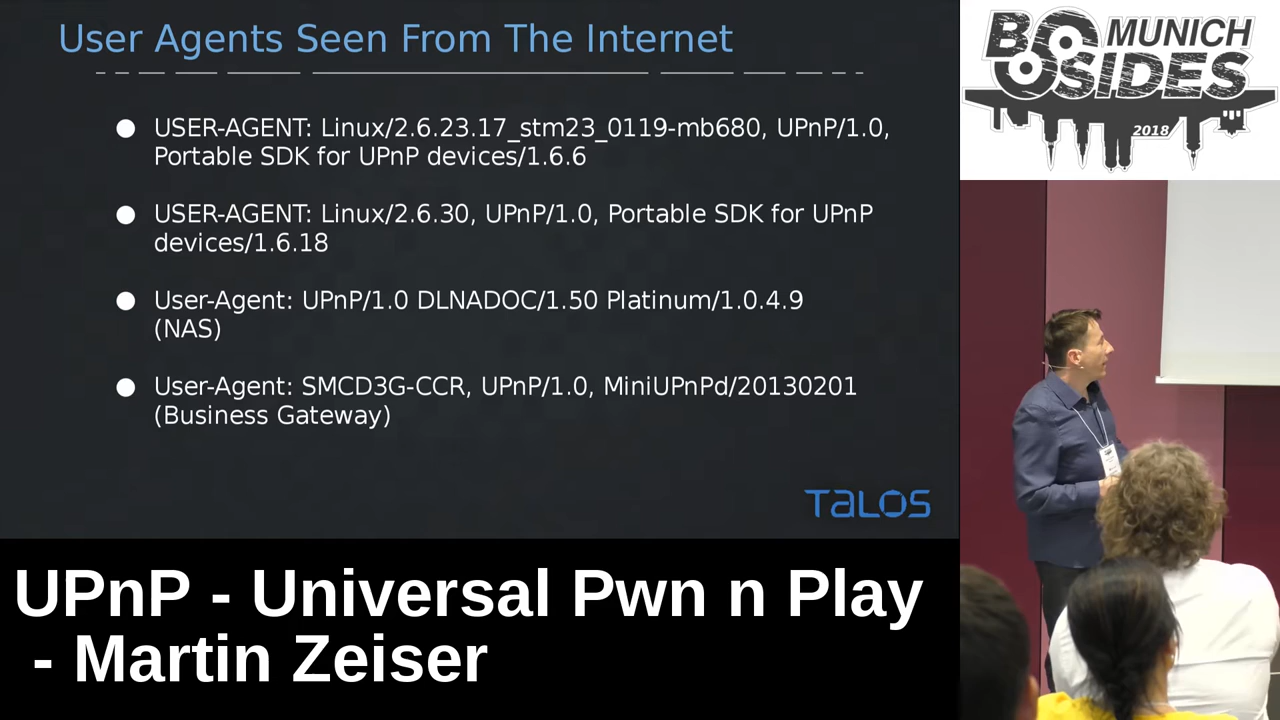 User Agents Seen From The Internet
USER-AGENT: Linux/2.6.23.17_stm23_0119-mb680, UPnP/1.0,
Portable SDK for UPnP devices/1.6.6
USER-AGENT: Linux/2.6.30, UPnP/1.0, Portable SDK for UPnP
devices/1.6.18
User-Agent: UPnP/1.0 DLNADOC/1.50 Platinum/1.0.4.9
(NAS)
User-Agent: SMCD3G-CCR, UPnP/1.0, MiniUPnPd/20130201
(Business Gateway)
TALOS
UPnP - Universal Pwn n Play
- Martin Zeiser
BSIDES MUNICH
2018